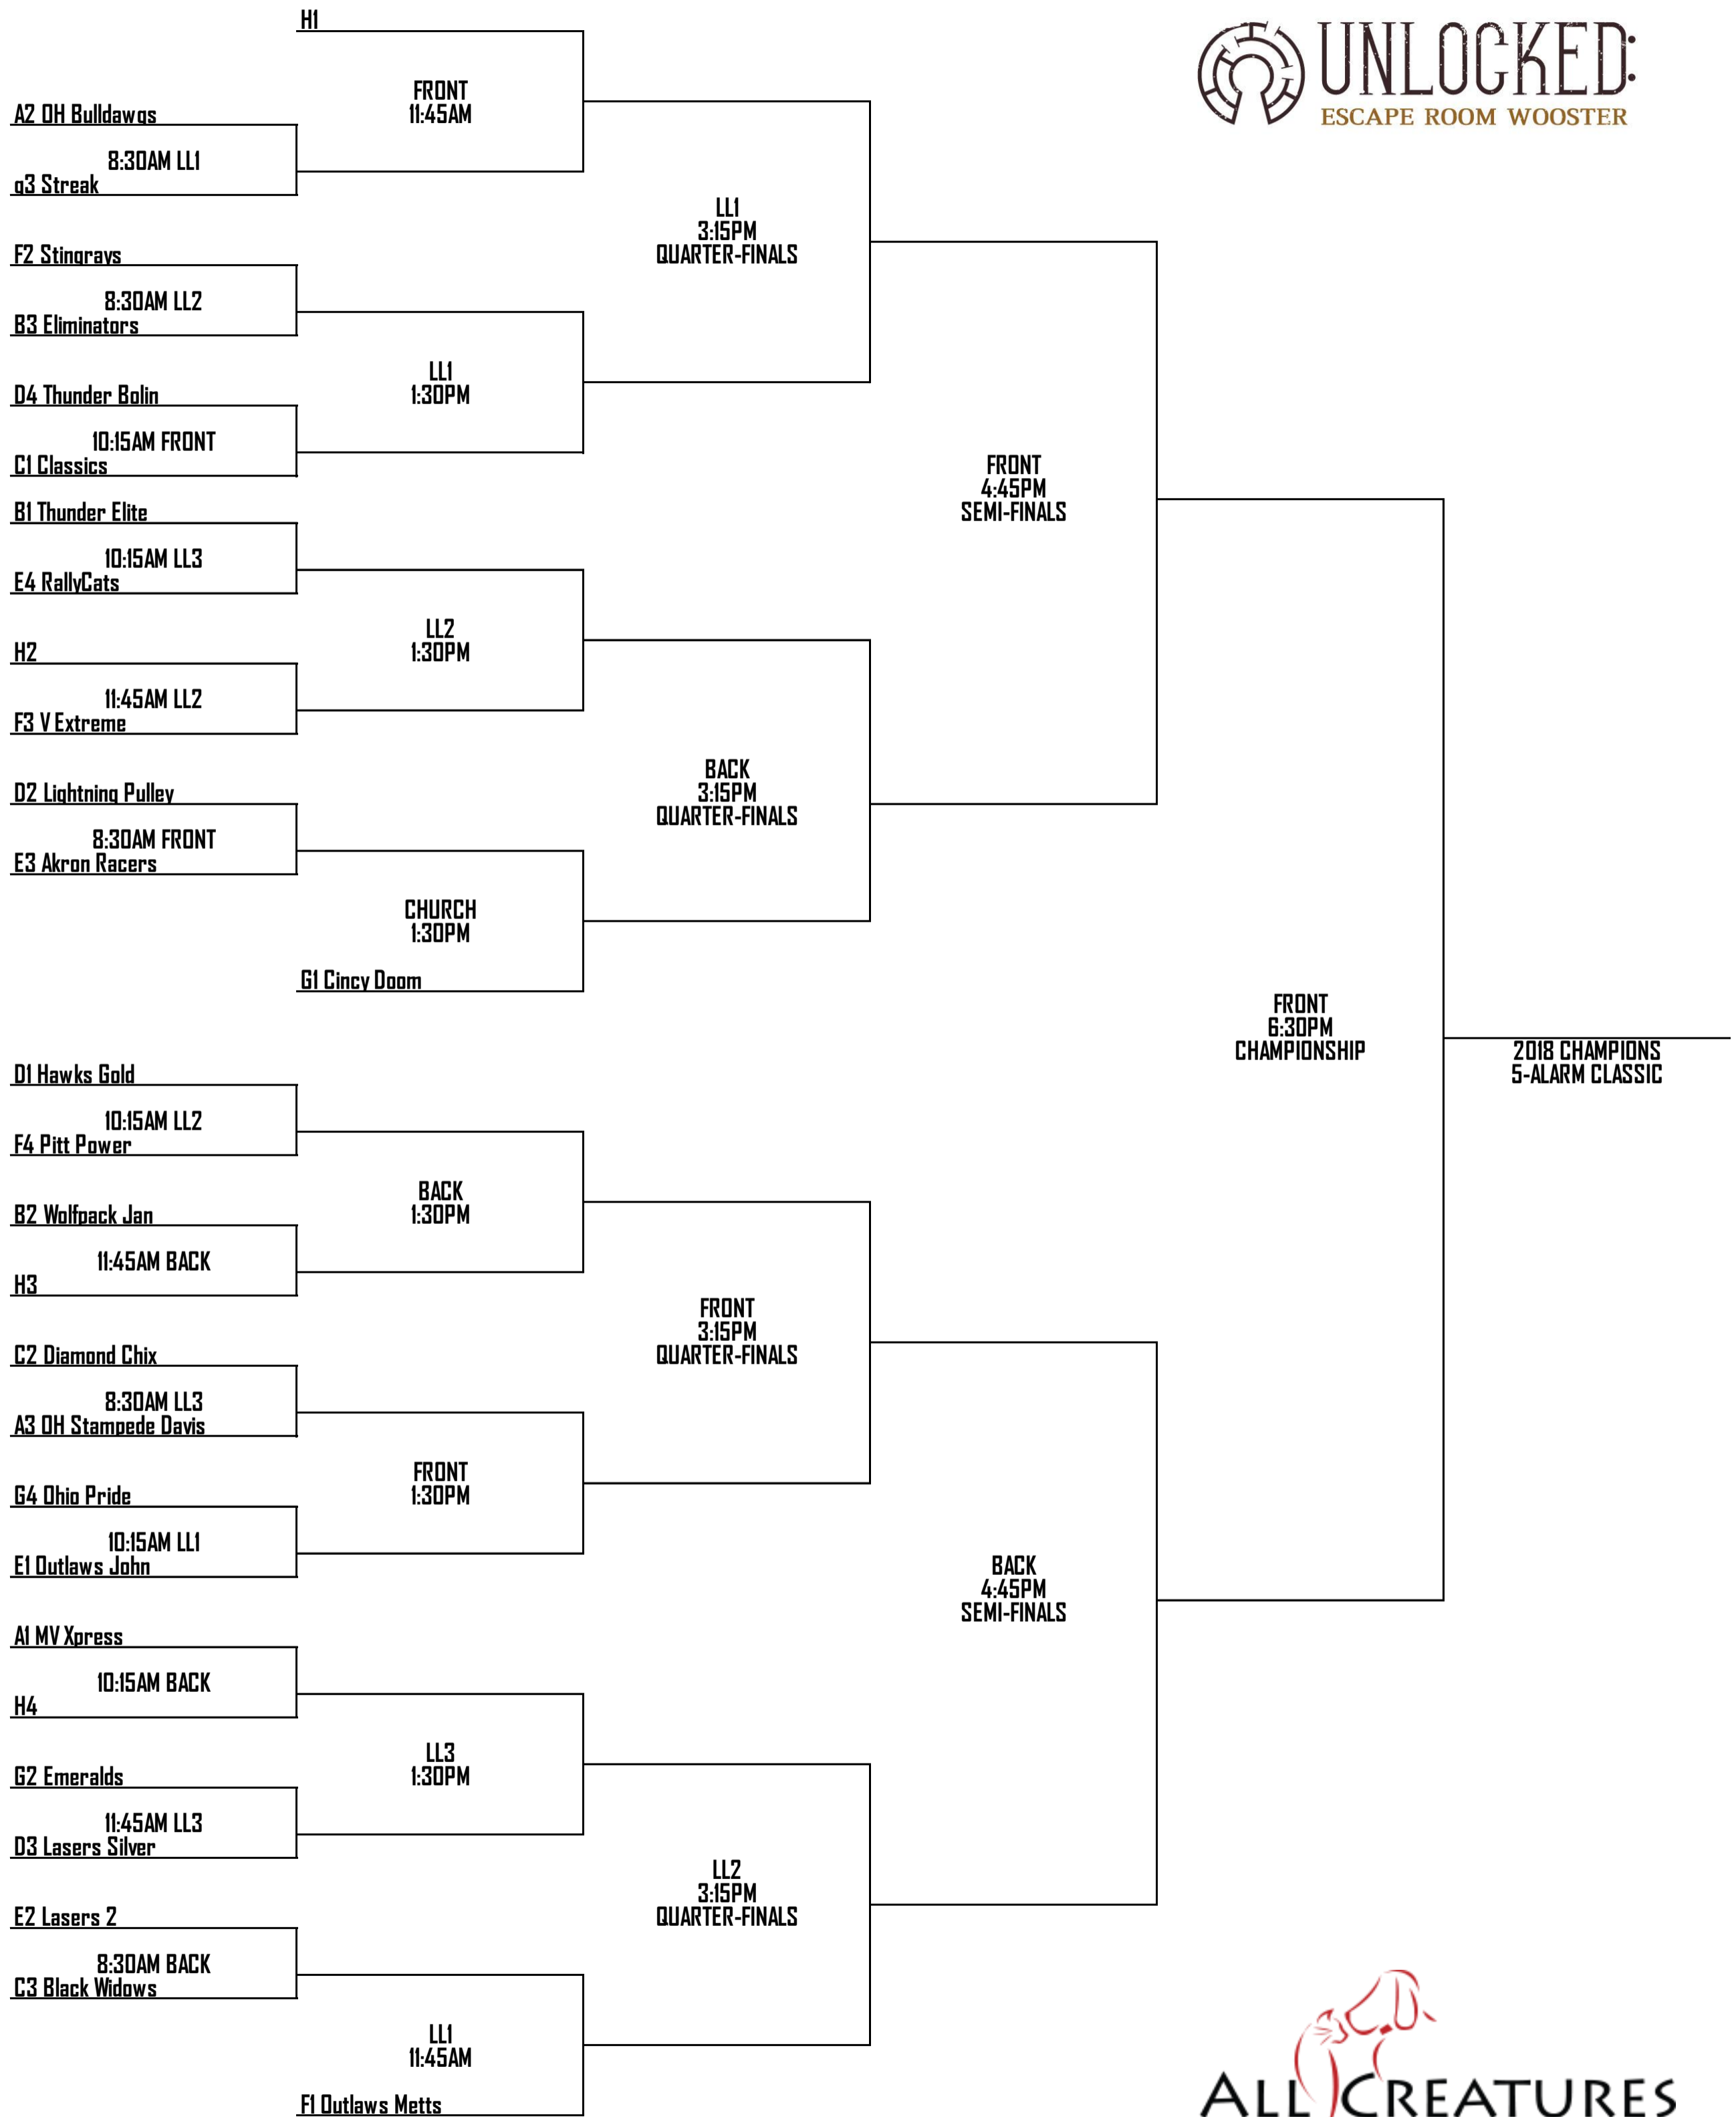 H1
UNLOCKED:
ESCAPE ROOM WOOSTER
FRONT
11:45AM
A2 OH Bulldawgs
8:30AM LL1
g3 Streak
LL1
3:15PM
QUARTER-FINALS
F2 Stingrays
8:30AM LL2
B3 Eliminators
LL1
1:30PM
D4 Thunder Bolin
10:15AM FRONT
C1 Classics
FRONT
4:45PM
SEMI-FINALS
B1 Thunder Elite
10:15AM LL3
E4 RallyCats
LL2
1:30PM
H2
11:45AM LL2
F3 V Extreme
BACK
3:15PM
QUARTER-FINALS
D2 Lightning Pulley
8:30AM FRONT
E3 Akron Racers
CHURCH
1:30PM
G1 Cincy Doom
FRONT
6:30PM
CHAMPIONSHIP
2018 CHAMPIONS
5-ALARM CLASSIC
D1 Hawks Gold
10:15AM LL2
F4 Pitt Power
BACK
1:30PM
B2 Wolfpack Jan
11:45AM BACK
H3
FRONT
3:15PM
QUARTER-FINALS
C2 Diamond Chix
8:30AM LL3
A3 OH Stampede Davis
FRONT
1:30PM
G4 Ohio Pride
10:15AM LL1
E1 Outlaws John
BACK
4:45PM
SEMI-FINALS
A1 MV Xpress
10:15AM BACK
H4
LL3
1:30PM
G2 Emeralds
11:45AM LL3
D3 Lasers Silver
LL2
3:15PM
QUARTER-FINALS
E2 Lasers 2
8:30AM BACK
C3 Black Widows
LL1
11:45AM
F1 Outlaws Metts
ALL CREATURES